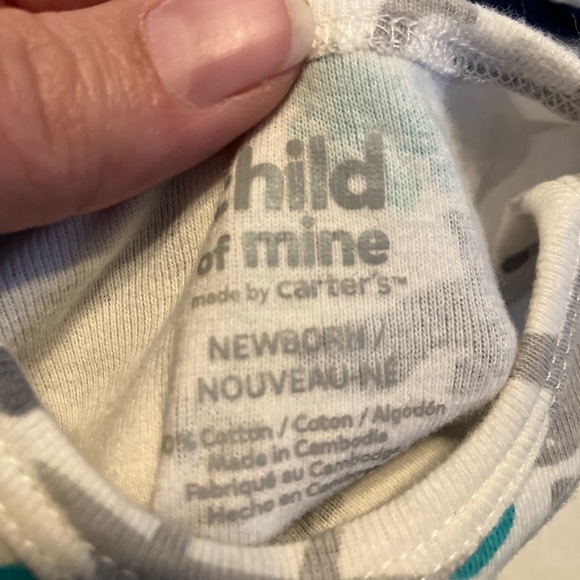 child
of mine
made by carter's™
NEWBORN /
NOUVEAU-NÉ
0% Cotton / Coton / Algodón
Made in Cambodia
Fabriqué au Cambodge
Hecho en